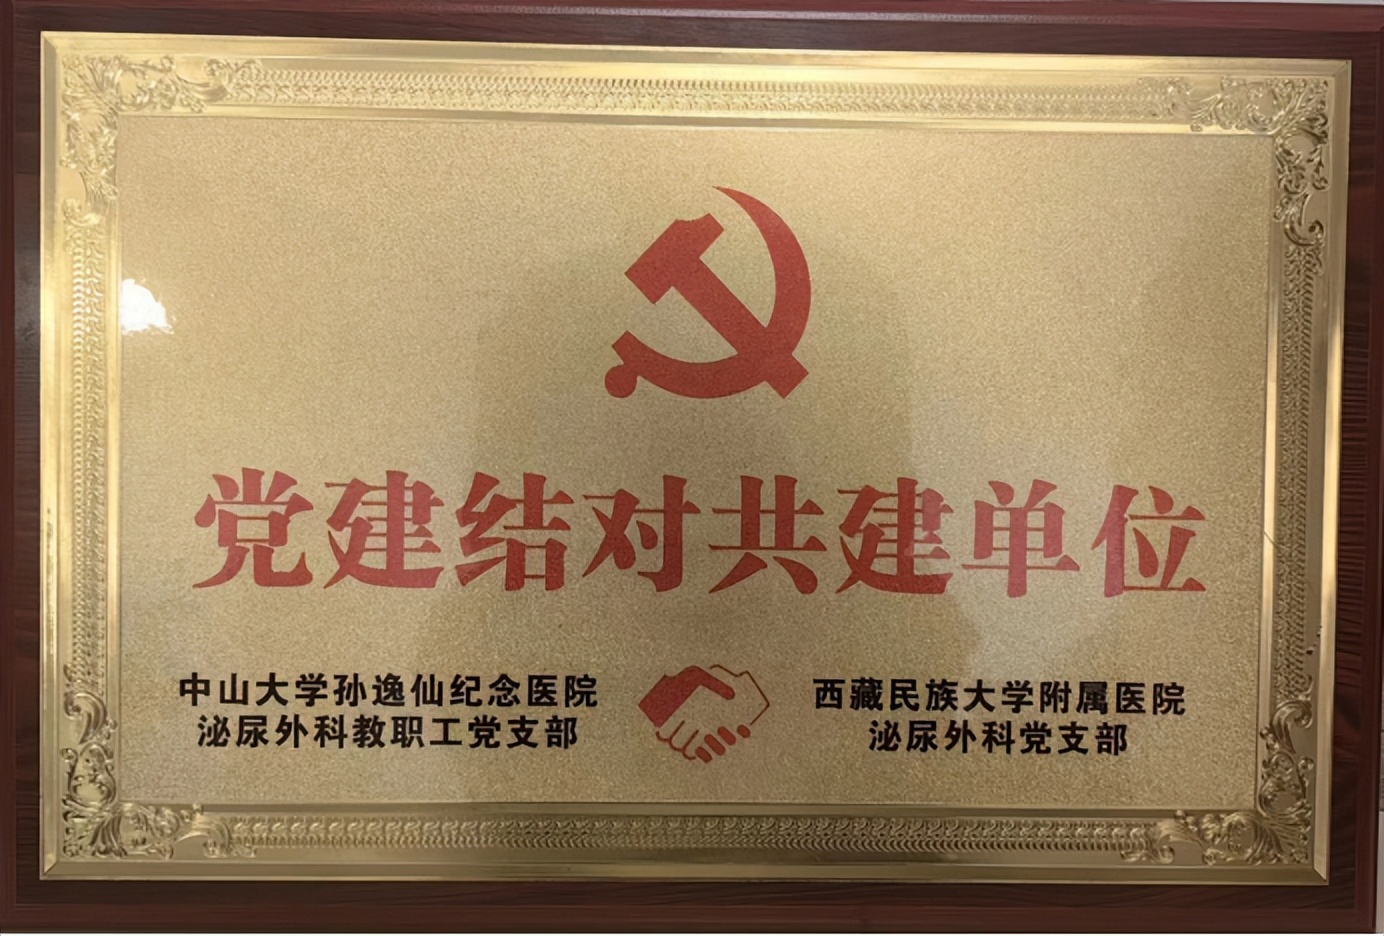 党建结对共建单位
中山大学孙逸仙纪念医院
泌尿外科教职工党支部
西藏民族大学附属医院
泌尿外科党支部